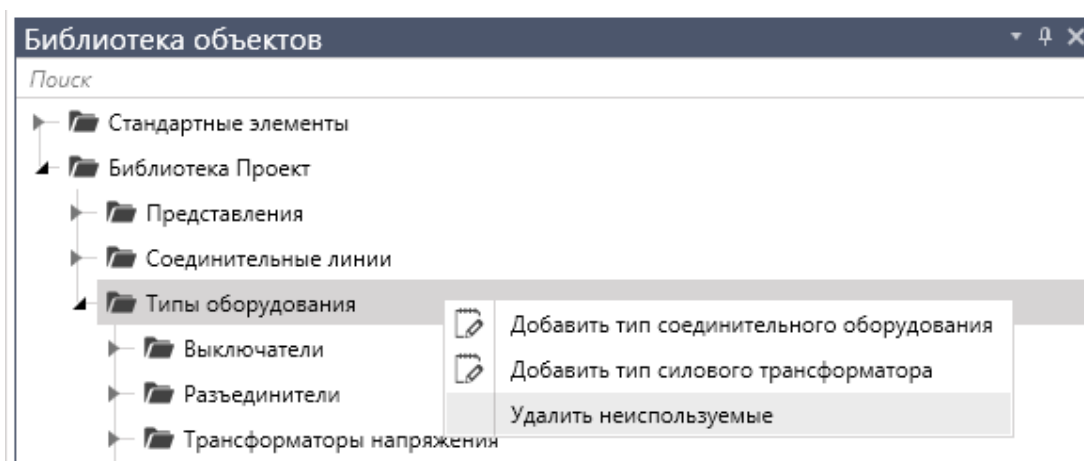 Библиотека объектов
Поиск
Стандартные элементы
Библиотека Проект
Представления
Соединительные линии
Типы оборудования
Добавить тип соединительного оборудования
Выключатели
Добавить тип силового трансформатора
Разъединители
Удалить неиспользуемые
Трансформаторы напряжения